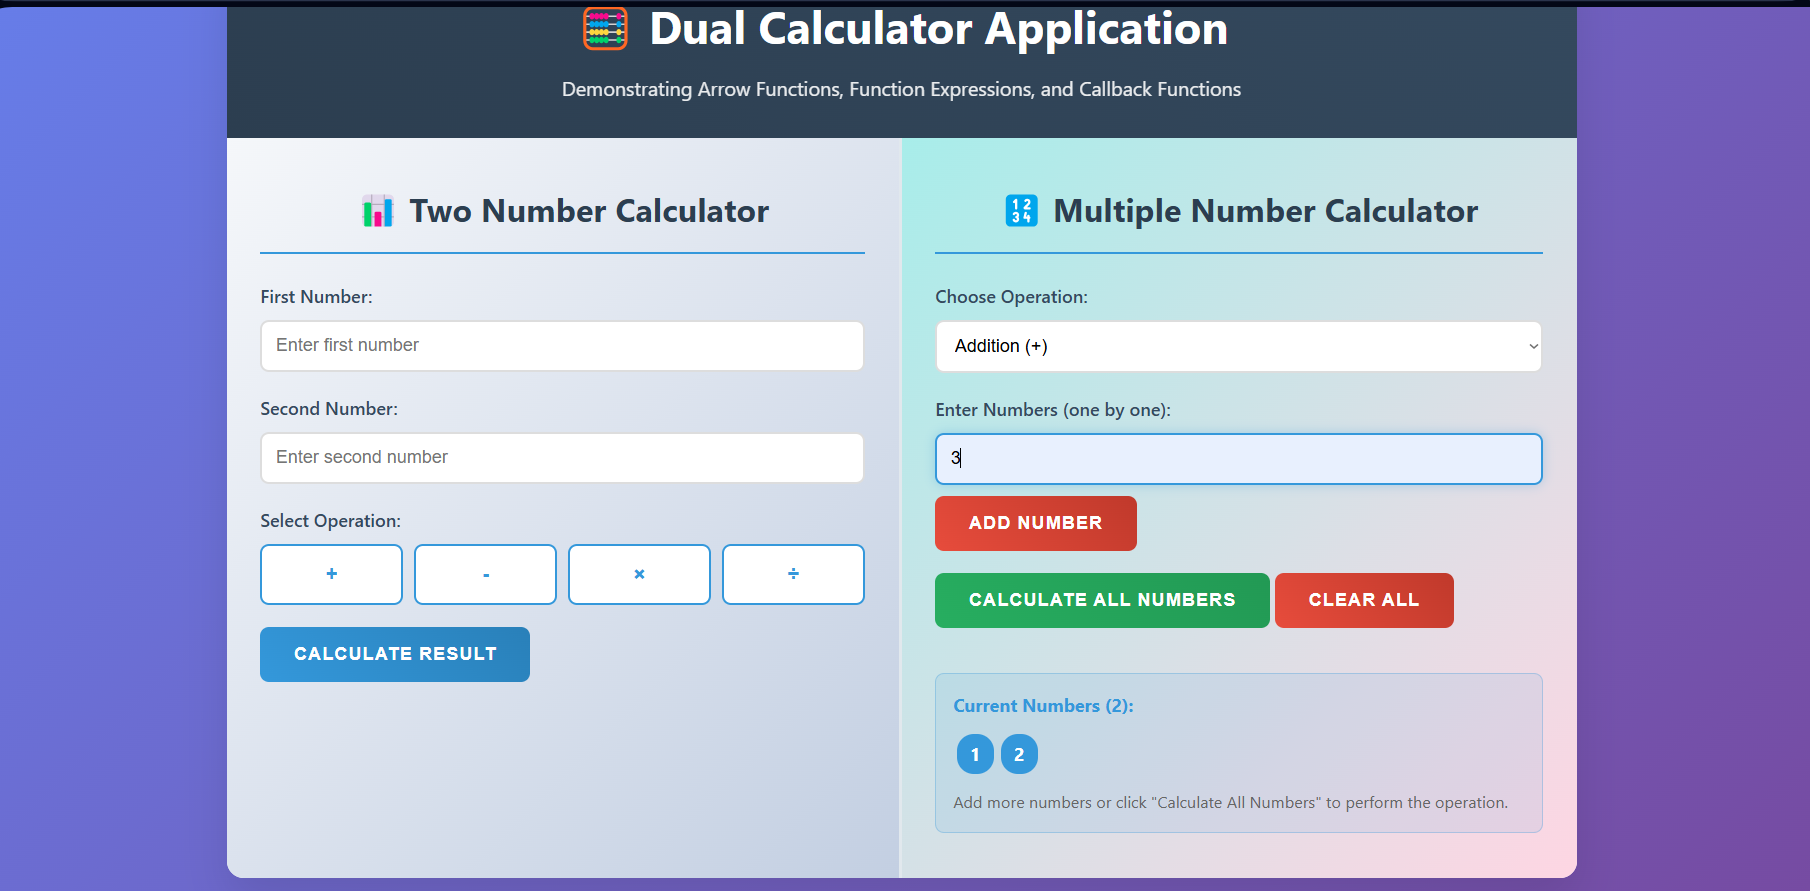 Dual Calculator Application
Demonstrating Arrow Functions, Function Expressions, and Callback Functions
Two Number Calculator
First Number:
Enter first number
Second Number:
Enter second number
Select Operation:
+ - × ÷
CALCULATE RESULT
1234 Multiple Number Calculator
Choose Operation:
Addition (+)
Enter Numbers (one by one):
3
ADD NUMBER
CALCULATE ALL NUMBERS CLEAR ALL
Current Numbers (2):
1 2
Add more numbers or click "Calculate All Numbers" to perform the operation.